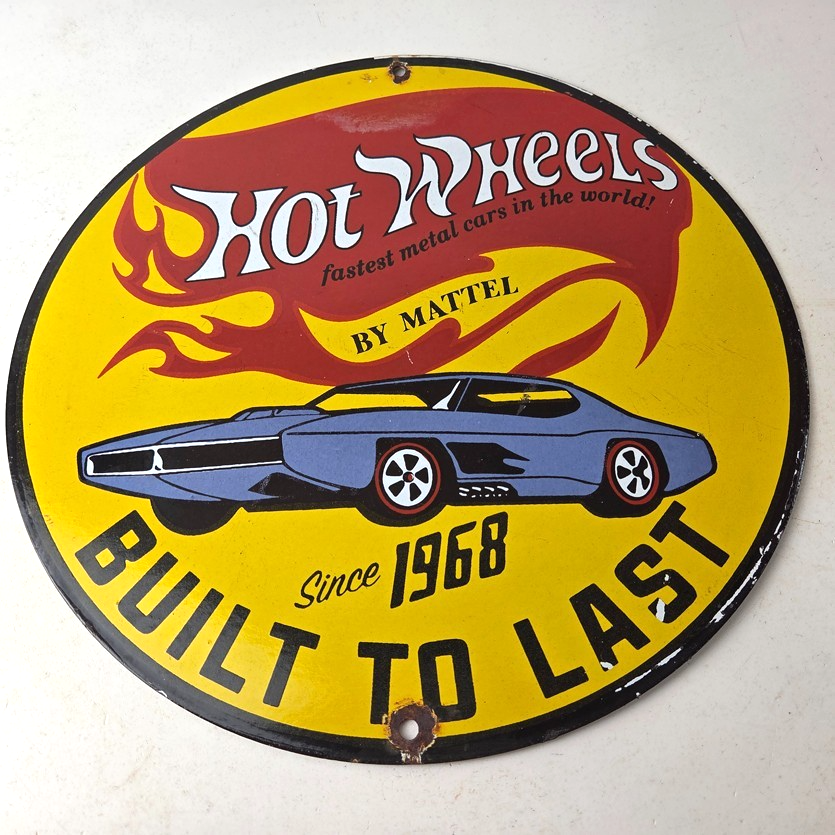 Hot Wheels
fastest metal cars in the world!
BY MATTEL
Since 1968
BUILT TO LAST